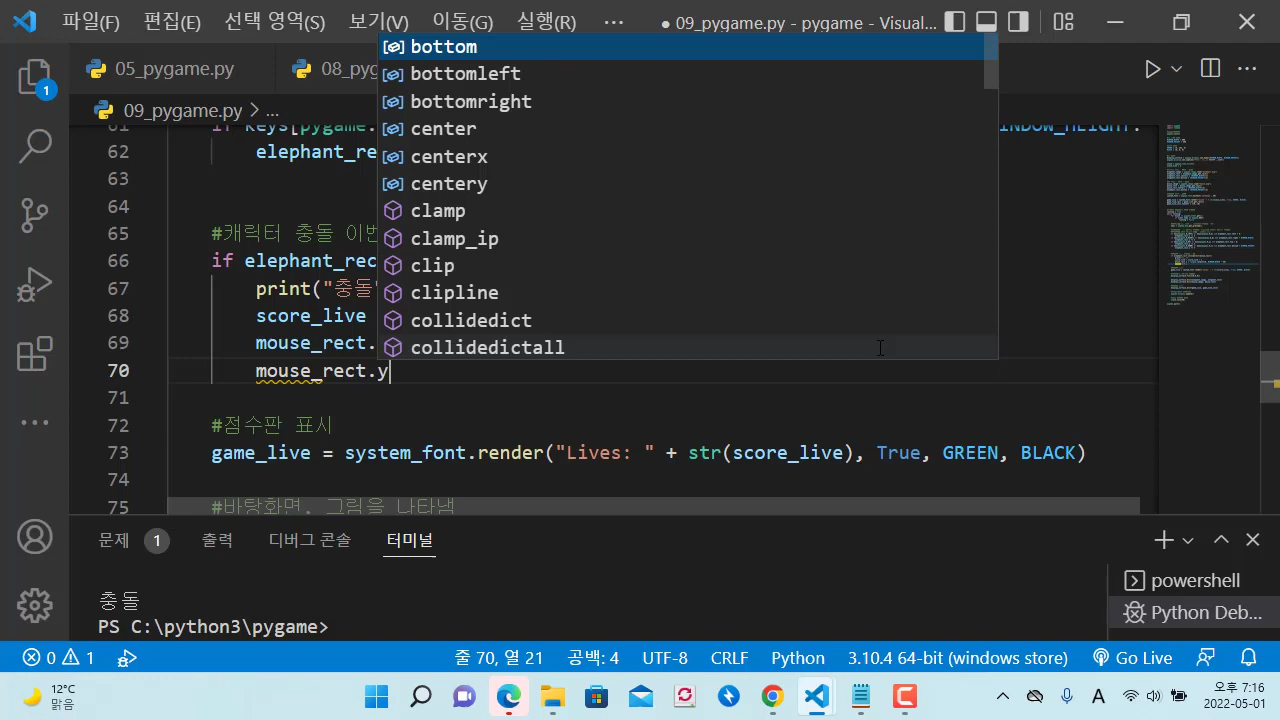 파일(F) 편집(E) 선택 영역(S) 보기(V) 이동(G) 실행(R) ··· ● 09_pygame.py - pygame - Visual...
05_pygame.py 08_pyg
09_pygame.py > ...
1
bottom
bottomleft
bottomright
center
centerx
centery
clamp
clamp_ip
clip
clipline
collidedict
collidedictall
if keys[pygame. INDOW_HEIGHT:
62 elephant_re
63
64
65 #캐릭터 충돌 이번
66 if elephant_rec
67 print("충돌"
68 score_live
69 mouse_rect.
70 mouse_rect.y
71
72 #점수판 표시
73 game_live = system_font.render("Lives: " + str(score_live), True, GREEN, BLACK)
74
75 #바탕화면. 그림을 나타냄
문제 1 출력 디버그 콘솔 터미널
충돌
PS C:\python3\pygame>
powershell
Python Deb...
0 1 줄 70, 열 21 공백: 4 UTF-8 CRLF Python 3.10.4 64-bit (windows store) Go Live
12°C
맑음
A
오후 7:16
2022-05-01